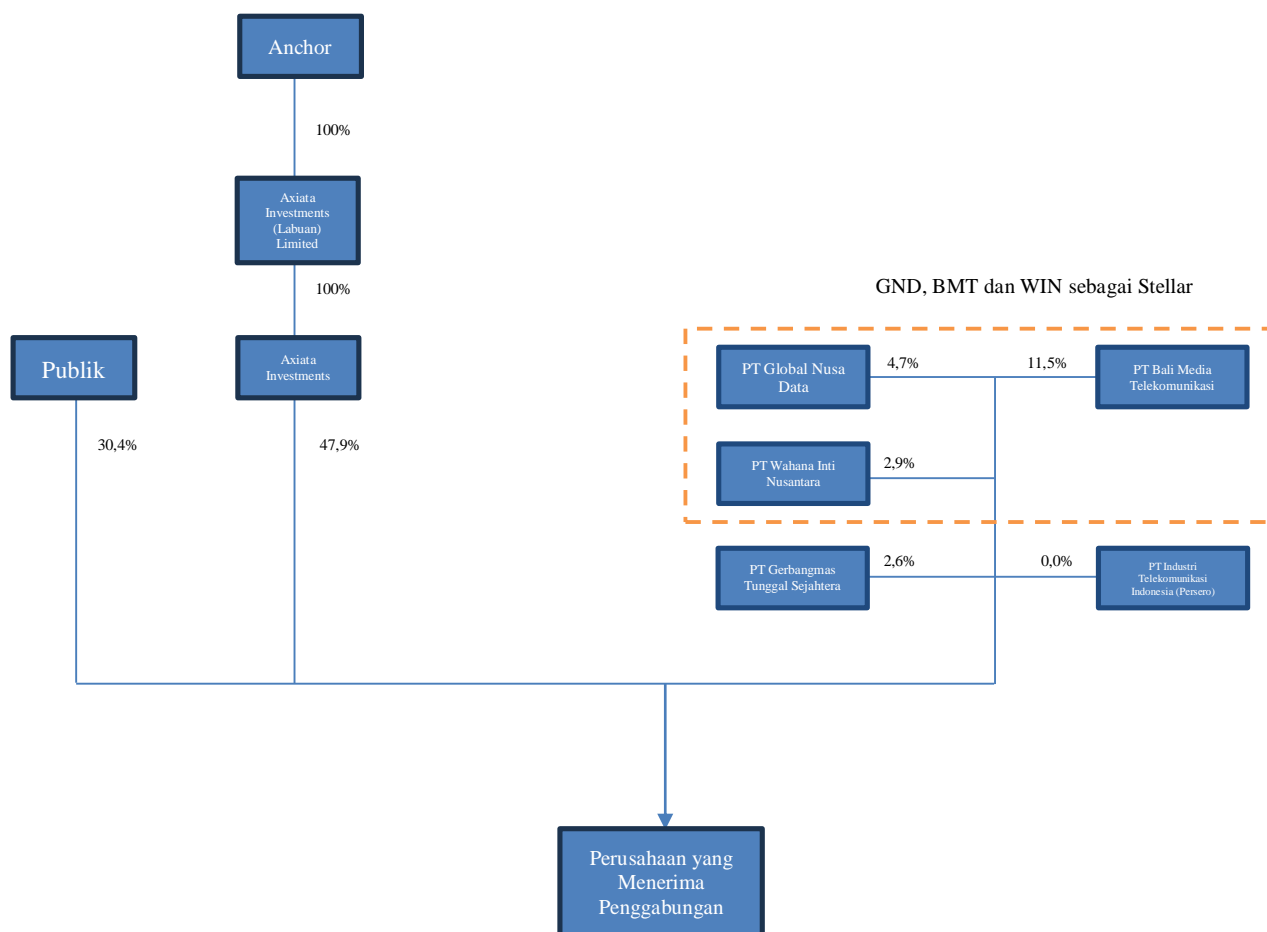 Anchor
100%
Axiata
Investments
(Labuan)
Limited
100%
GND, BMT dan WIN sebagai Stellar
Publik
Axiata
Investments
PT Global Nusa
Data
4,7%
11,5%
PT Bali Media
Telekomunikasi
30,4%
47,9%
PT Wahana Inti
Nusantara
2,9%
PT Gerbangmas
Tunggal Sejahtera
2,6%
0,0%
PT Industri
Telekomunikasi
Indonesia (Persero)
Perusahaan yang
Menerima
Penggabungan